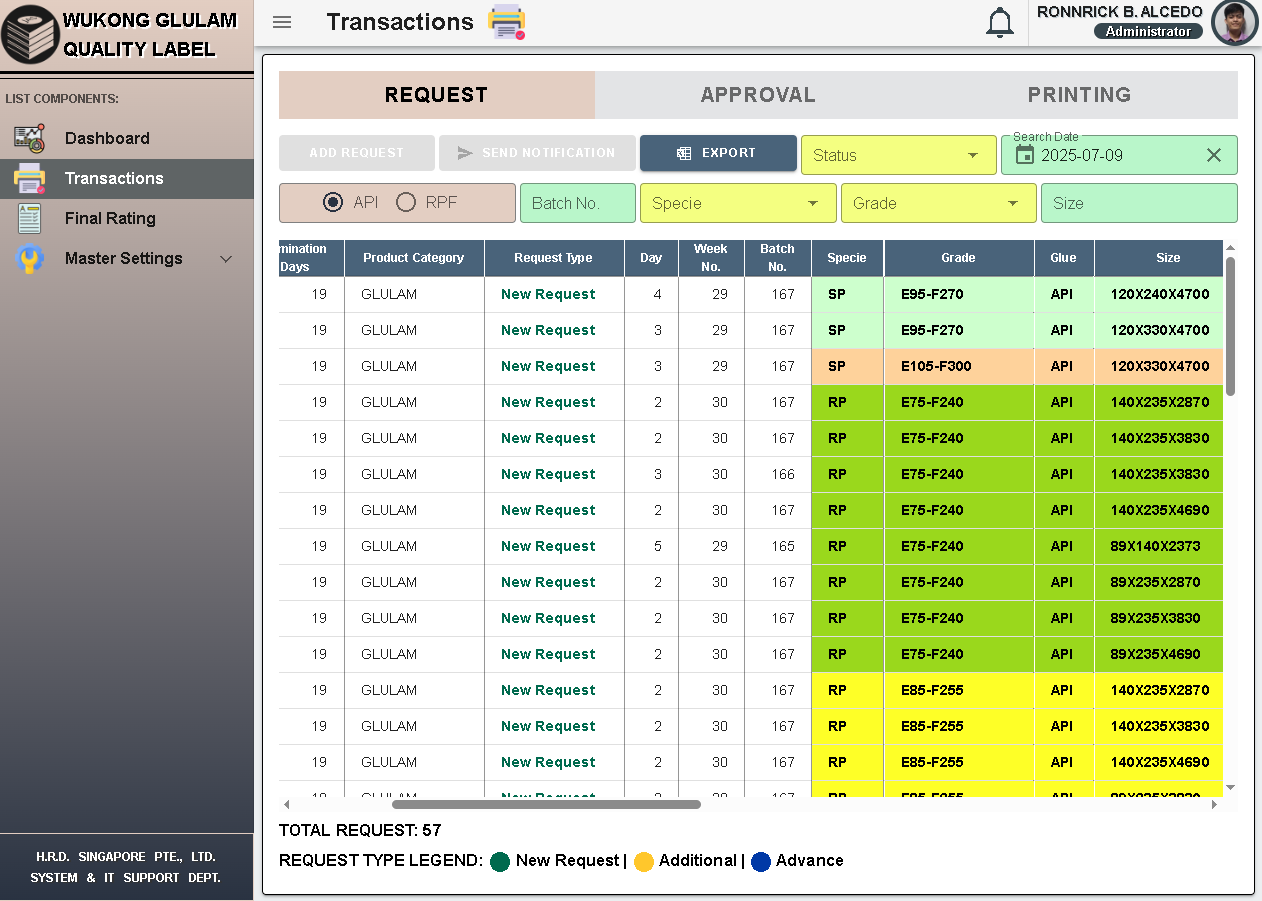 WUKONG GLULAM
QUALITY LABEL
Transactions
RONNRICK B. ALCEDO
Administrator
LIST COMPONENTS:
Dashboard
Transactions
Final Rating
Master Settings
H.R.D. SINGAPORE PTE., LTD.
SYSTEM & IT SUPPORT DEPT.
REQUEST APPROVAL PRINTING
ADD REQUEST SEND NOTIFICATION EXPORT Status Search Date 2025-07-09
API RPF Batch No. Specie Grade Size
mination Days Product Category Request Type Day Week No. Batch No. Specie Grade Glue Size
19 GLULAM New Request 4 29 167 SP E95-F270 API 120X240X4700
19 GLULAM New Request 3 29 167 SP E95-F270 API 120X330X4700
19 GLULAM New Request 3 29 167 SP E105-F300 API 120X330X4700
19 GLULAM New Request 2 30 167 RP E75-F240 API 140X235X2870
19 GLULAM New Request 2 30 167 RP E75-F240 API 140X235X3830
19 GLULAM New Request 3 30 166 RP E75-F240 API 140X235X3830
19 GLULAM New Request 2 30 167 RP E75-F240 API 140X235X4690
19 GLULAM New Request 5 29 165 RP E75-F240 API 89X140X2373
19 GLULAM New Request 2 30 167 RP E75-F240 API 89X235X2870
19 GLULAM New Request 2 30 167 RP E75-F240 API 89X235X3830
19 GLULAM New Request 2 30 167 RP E75-F240 API 89X235X4690
19 GLULAM New Request 2 30 167 RP E85-F255 API 140X235X2870
19 GLULAM New Request 2 30 167 RP E85-F255 API 140X235X3830
19 GLULAM New Request 2 30 167 RP E85-F255 API 140X235X4690
TOTAL REQUEST: 57
REQUEST TYPE LEGEND: New Request | Additional | Advance